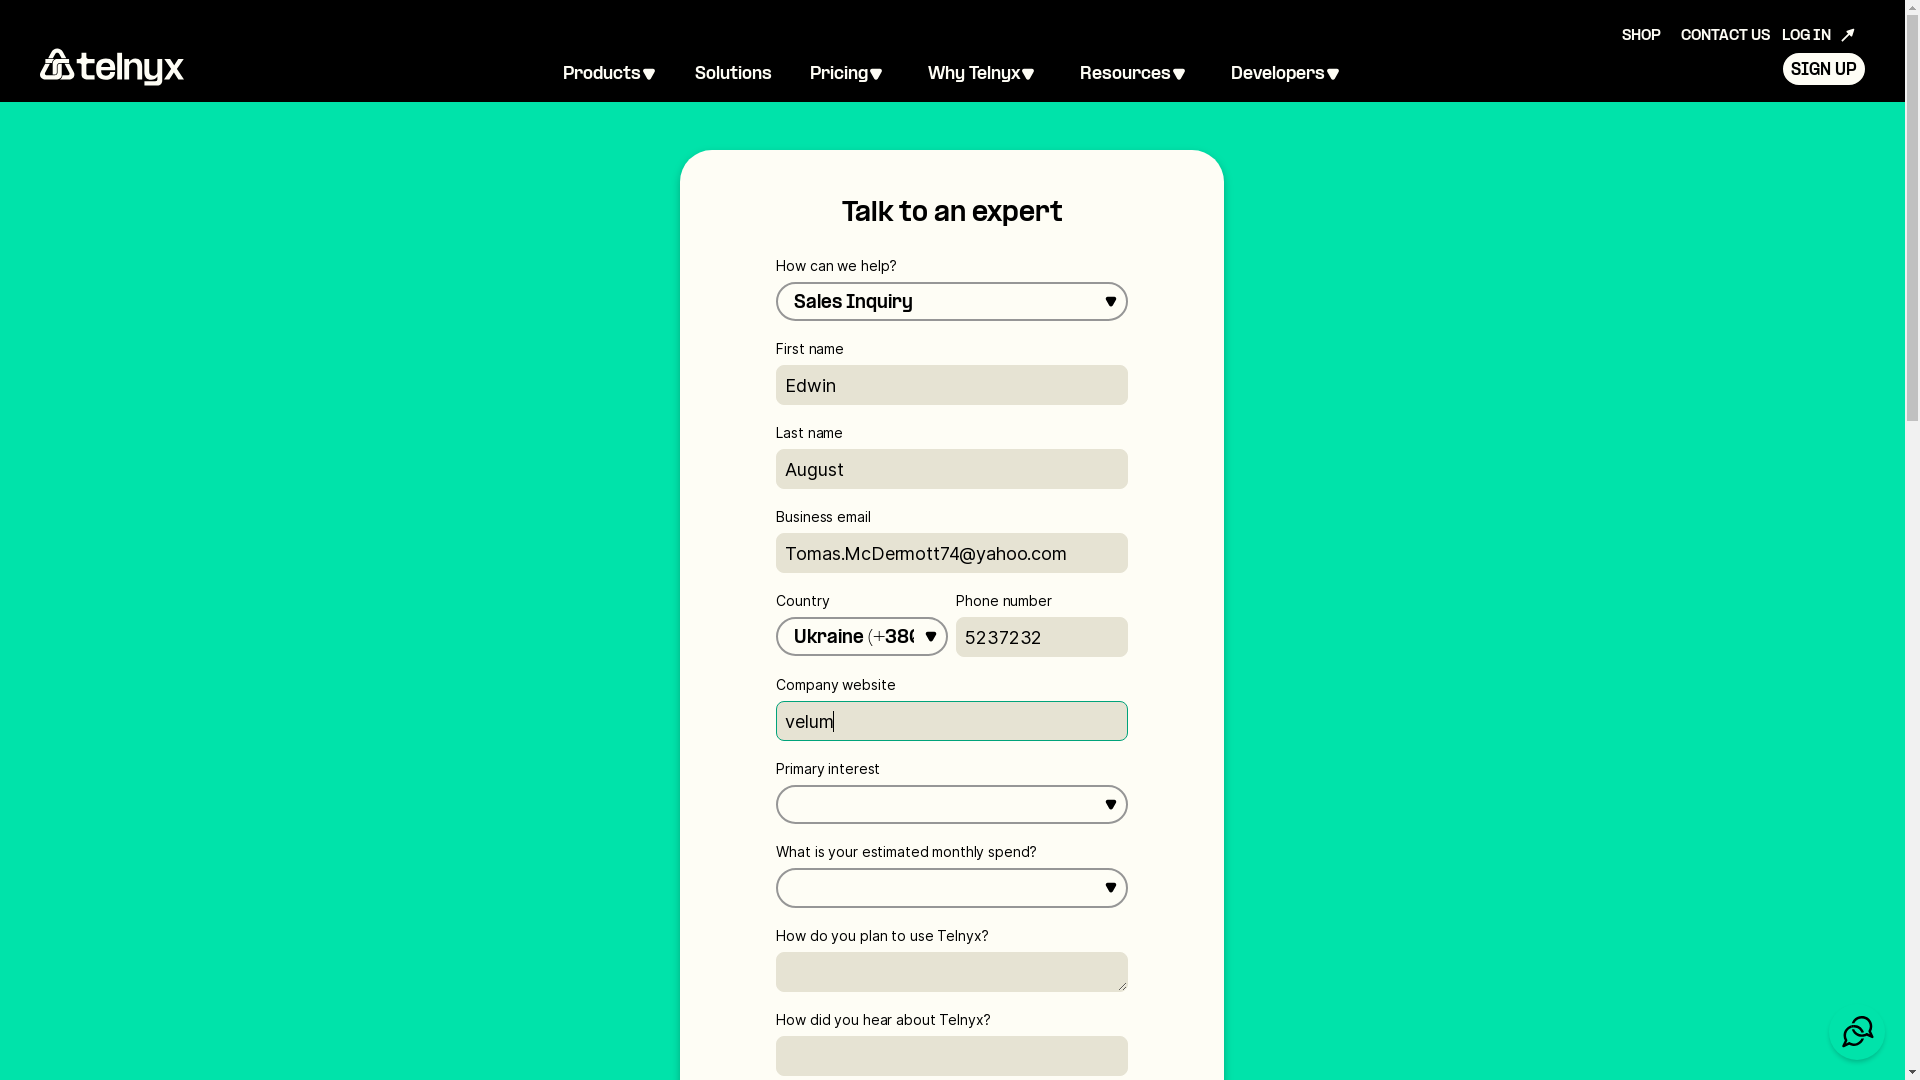 SHOP CONTACT US LOG IN
telnyx Products Solutions Pricing Why Telnyx Resources Developers SIGN UP
Talk to an expert
How can we help?
Sales Inquiry
First name
Edwin
Last name
August
Business email
Tomas.McDermott74@yahoo.com
Country Phone number
Ukraine (+380 5237232
Company website
velum
Primary interest
What is your estimated monthly spend?
How do you plan to use Telnyx?
How did you hear about Telnyx?